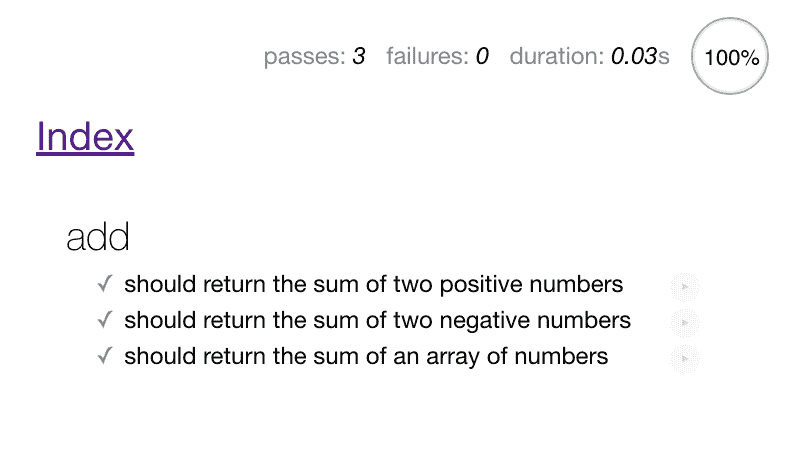 passes: 3 failures: 0 duration: 0.03s 100%
Index
add
✓ should return the sum of two positive numbers
✓ should return the sum of two negative numbers
✓ should return the sum of an array of numbers